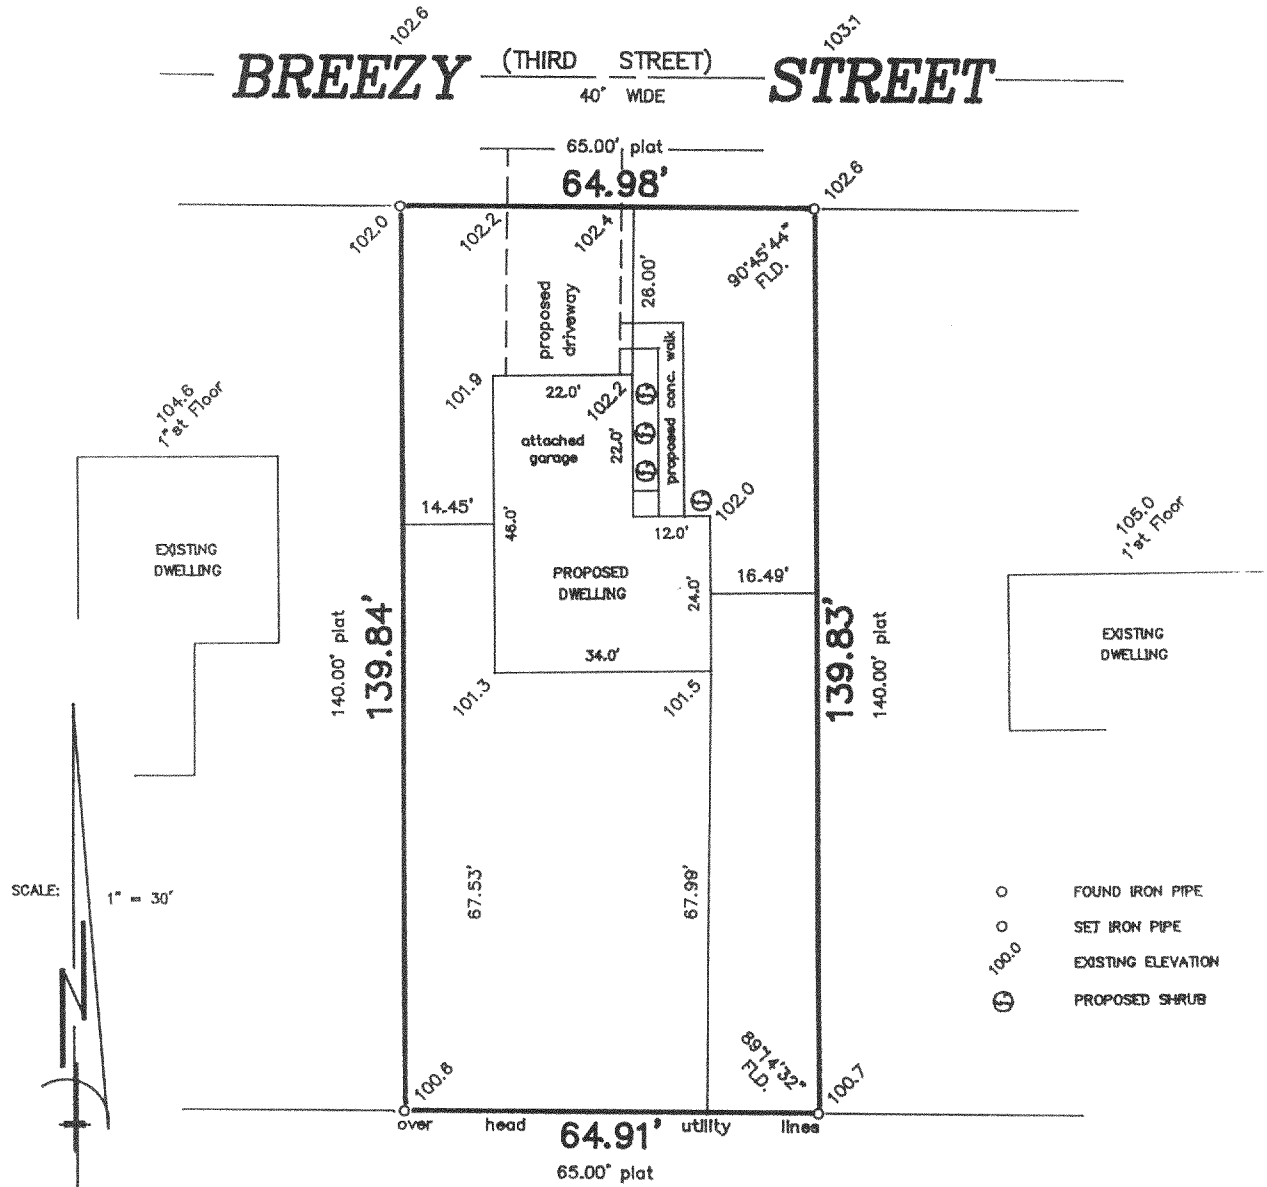 102.6
103.1
BREEZY (THIRD STREET) STREET
40" WIDE
65.00' plat
64.98'
102.6
102.0
102.2
102.4
90°45'44"
FLD.
26.00'
proposed
driveway
proposed conc. walk
101.9
22.0'
102.2
104.6
1"st Floor
attached
garage
22.0'
14.45'
46.0'
12.0'
102.0
105.0
1'st Floor
EXISTING
DWELLING
PROPOSED
DWELLING
24.0'
16.49'
EXISTING
DWELLING
140.00' plat
139.84'
34.0'
139.83'
140.00' plat
101.3
101.5
67.53'
67.99'
SCALE:
1" = 30'
N
FOUND IRON PIPE
SET IRON PIPE
100.0
EXISTING ELEVATION
PROPOSED SHRUB
89°14'32"
FLD.
100.7
over head utility lines
64.91'
65.00' plat